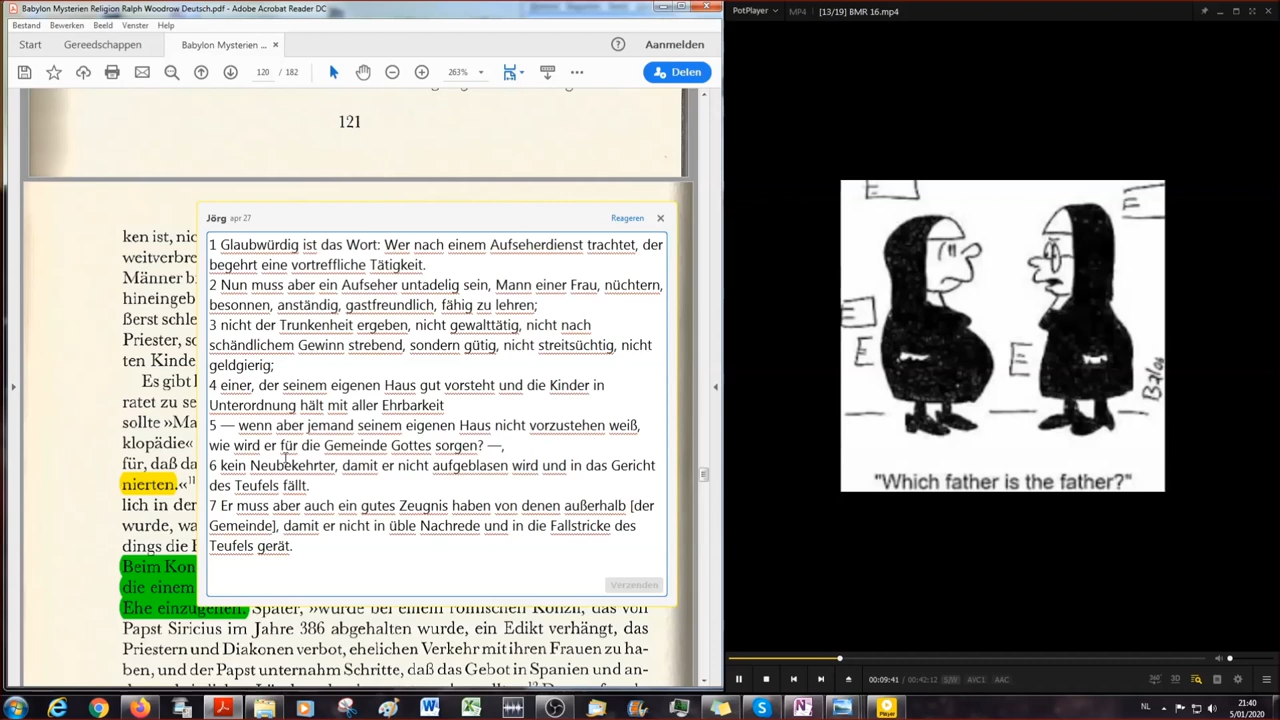 Babylon Mysterien Religion Ralph Woodrow Deutsch.pdf - Adobe Acrobat Reader DC
Bestand Bewerken Beeld Venster Help
Start Gereedschappen Babylon Mysterien ... × Aanmelden
120 / 182 263% Delen
121
ken ist, nic
weitverbre
Männer b
hineingeb
ßerst schle
Priester, so
ten Kinde
Es gibt l
ratet zu se
sollte »Ma
klopädie«
für, daß da
nierten.«
lich in der
wurde, wa
dings die
Beim Kon
die einem
Ehe einzugehen. Später, »wurde bei einem römischen Konzil, das von
Papst Siricius im Jahre 386 abgehalten wurde, ein Edikt verhängt, das
Priestern und Diakonen verbot, ehelichen Verkehr mit ihren Frauen zu ha-
ben, und der Papst unternahm Schritte, daß das Gebot in Spanien und an-
Jörg apr 27 Reageren
1 Glaubwürdig ist das Wort: Wer nach einem Aufseherdienst trachtet, der
begehrt eine vortreffliche Tätigkeit.
2 Nun muss aber ein Aufseher untadelig sein, Mann einer Frau, nüchtern,
besonnen, anständig, gastfreundlich, fähig zu lehren;
3 nicht der Trunkenheit ergeben, nicht gewalttätig, nicht nach
schändlichem Gewinn strebend, sondern gütig, nicht streitsüchtig, nicht
geldgierig;
4 einer, der seinem eigenen Haus gut vorsteht und die Kinder in
Unterordnung hält mit aller Ehrbarkeit
5 — wenn aber jemand seinem eigenen Haus nicht vorzustehen weiß,
wie wird er für die Gemeinde Gottes sorgen? —,
6 kein Neubekehrter, damit er nicht aufgeblasen wird und in das Gericht
des Teufels fällt.
7 Er muss aber auch ein gutes Zeugnis haben von denen außerhalb [der
Gemeinde], damit er nicht in üble Nachrede und in die Fallstricke des
Teufels gerät.
Verzenden
PotPlayer MP4 [13/19] BMR 16.mp4
E
E
E
E
E
"Which father is the father?"
00:09:41 / 00:42:12 S/W AVC1 AAC
NL 21:40
5/01/2020